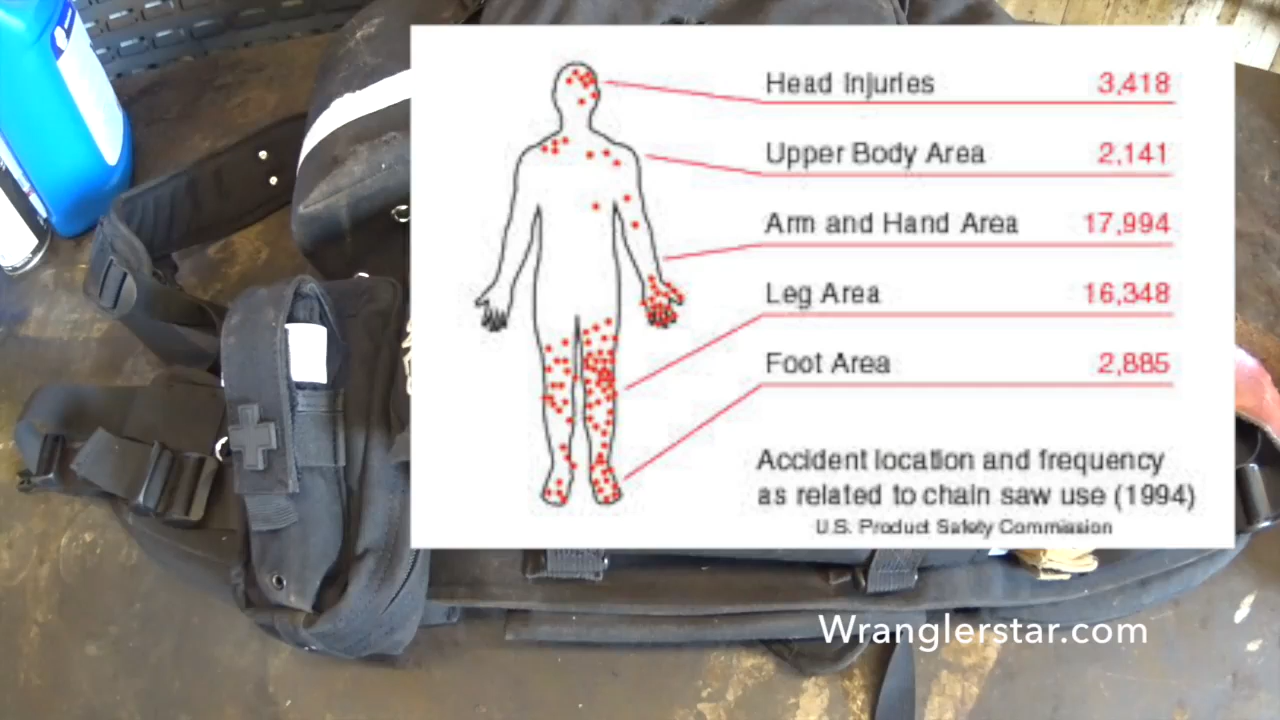 Head Injuries 3,418
Upper Body Area 2,141
Arm and Hand Area 17,994
Leg Area 16,348
Foot Area 2,885
Accident location and frequency
as related to chain saw use (1994)
U.S. Product Safety Commission
Wranglerstar.com